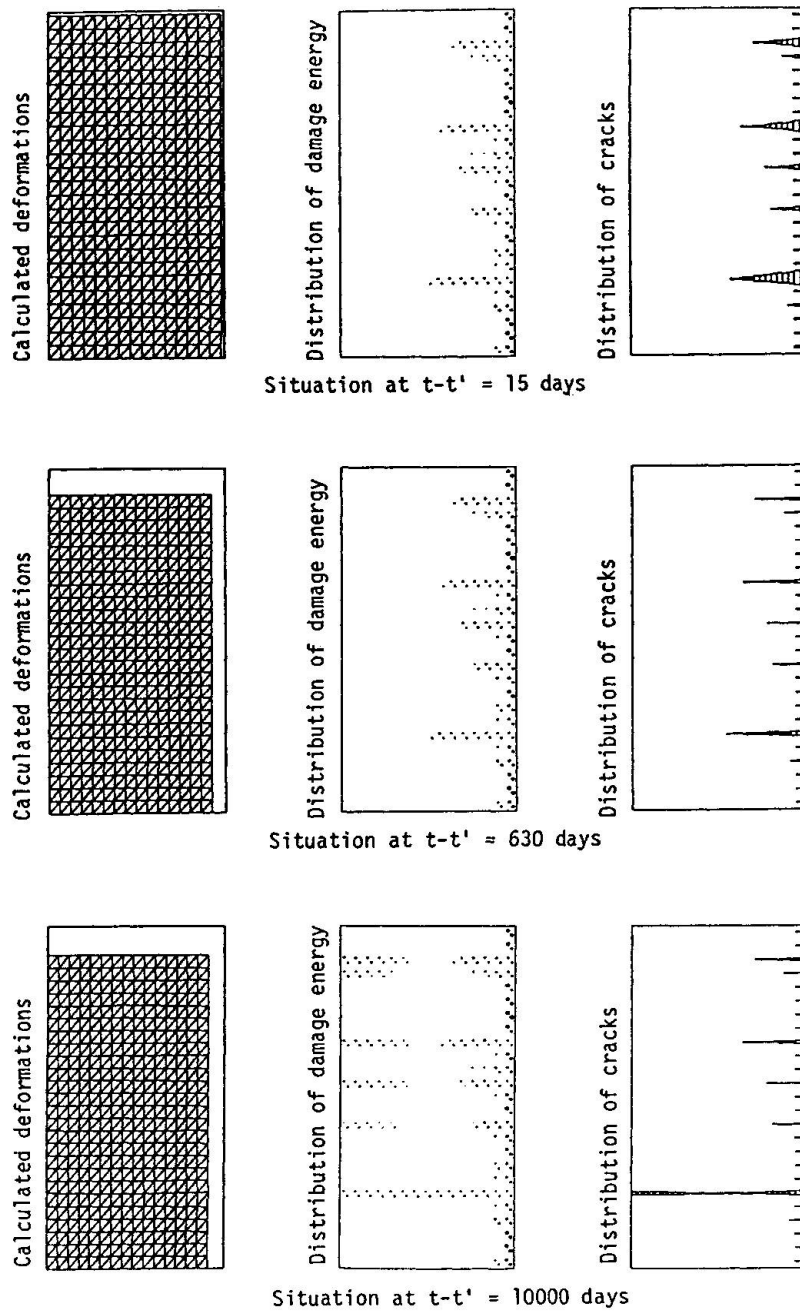 Calculated deformations
Distribution of damage energy
Distribution of cracks
Situation at t-t' = 15 days
Calculated deformations
Distribution of damage energy
Distribution of cracks
Situation at t-t' = 630 days
Calculated deformations
Distribution of damage energy
Distribution of cracks
Situation at t-t' = 10000 days